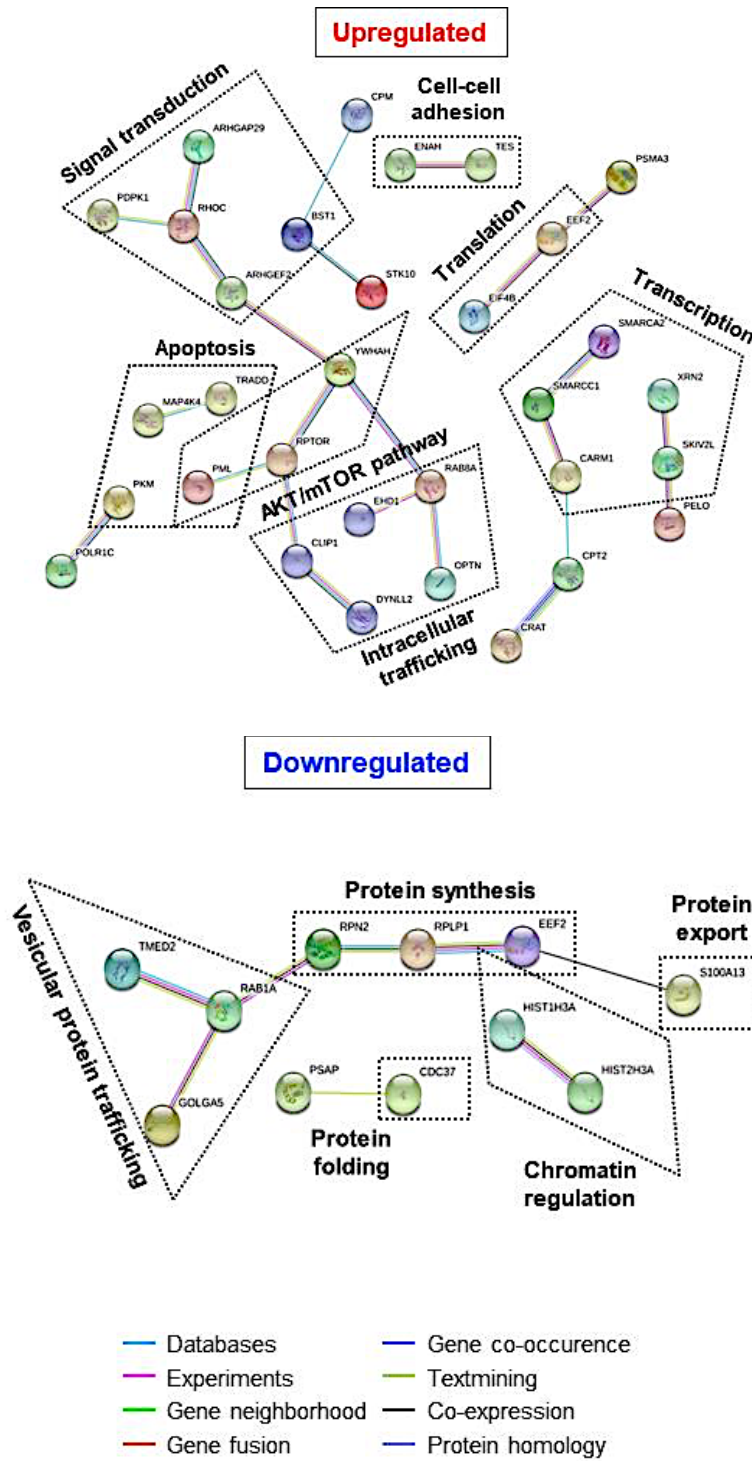 Upregulated
Signal transduction
ARHGAP29
PDPK1
RHOC
ARHGEF2
CPM
BST1
STK10
Cell-cell
adhesion
ENAH
TES
PSMA3
Translation
EEF2
EIF4B
Transcription
SMARCA2
XRN2
SMARCC1
SKIV2L
CARM1
PELO
CPT2
CRAT
Apoptosis
TRADD
MAP4K4
PKM
POLR1C
YWHAH
RPTOR
PML
AKT/mTOR pathway
RAB8A
EHD1
CLIP1
OPTN
DYNLL2
Intracellular
trafficking
Downregulated
Vesicular protein trafficking
TMED2
RAB1A
GOLGA5
Protein synthesis
RPN2
RPLP1
EEF2
Protein
export
S100A13
HIST1H3A
HIST2H3A
Chromatin
regulation
PSAP
CDC37
Protein
folding
Databases
Experiments
Gene neighborhood
Gene fusion
Gene co-occurence
Textmining
Co-expression
Protein homology